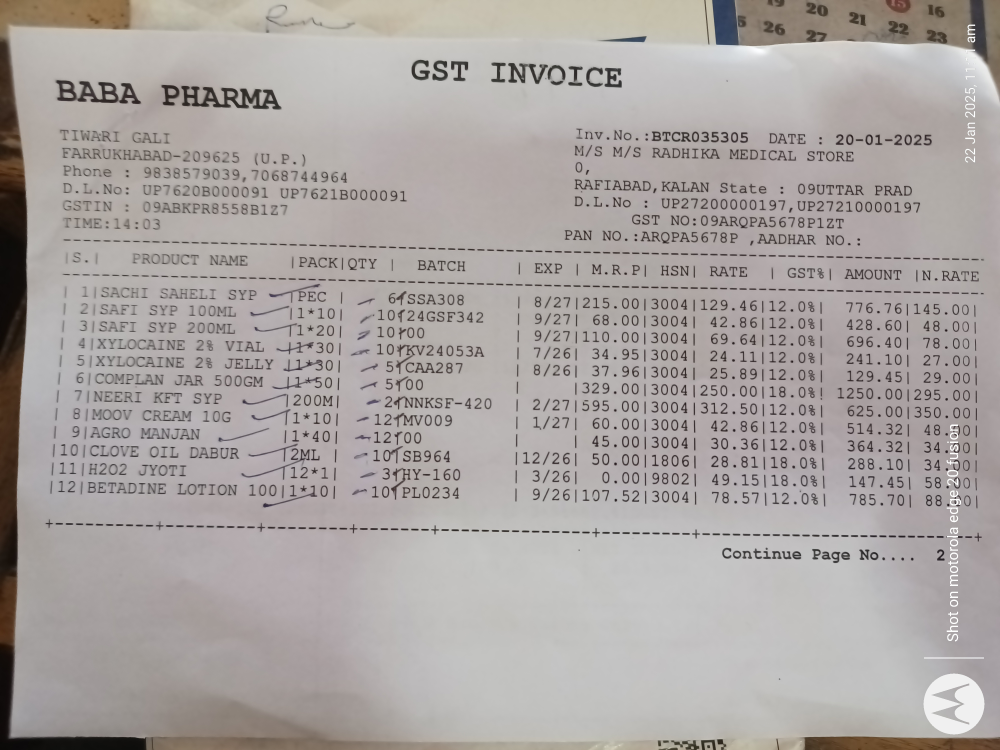 19 20 21 22 15 16
5 26 27 29 23
GST INVOICE
BABA PHARMA
TIWARI GALI
FARRUKHABAD-209625 (U.P.)
Phone : 9838579039,7068744964
D.L.No: UP7620B000091 UP7621B000091
GSTIN : 09ABKPR8558B1Z7
TIME:14:03
Inv.No.:BTCR035305 DATE : 20-01-2025
M/S M/S RADHIKA MEDICAL STORE
0,
RAFIABAD,KALAN State : 09UTTAR PRAD
D.L.No : UP27200000197,UP27210000197
GST NO:09ARQPA5678P1ZT
PAN NO.:ARQPA5678P ,AADHAR NO.:
|S.| PRODUCT NAME |PACK|QTY | BATCH | EXP | M.R.P| HSN| RATE | GST%| AMOUNT |N.RATE
| 1|SACHI SAHELI SYP |PEC | 6|SSA308 | 8/27|215.00|3004|129.46|12.0%| 776.76|145.00|
| 2|SAFI SYP 100ML |1*10| 10|24GSF342 | 9/27| 68.00|3004| 42.86|12.0%| 428.60| 48.00|
| 3|SAFI SYP 200ML |1*20| 10|00 | 9/27|110.00|3004| 69.64|12.0%| 696.40| 78.00|
| 4|XYLOCAINE 2% VIAL |1*30| 10|KV24053A | 7/26| 34.95|3004| 24.11|12.0%| 241.10| 27.00|
| 5|XYLOCAINE 2% JELLY |1*30| 5|CAA287 | 8/26| 37.96|3004| 25.89|12.0%| 129.45| 29.00|
| 6|COMPLAN JAR 500GM |1*50| 5|00 | |329.00|3004|250.00|18.0%| 1250.00|295.00|
| 7|NEERI KFT SYP |200M| 2|NNKSF-420 | 2/27|595.00|3004|312.50|12.0%| 625.00|350.00|
| 8|MOOV CREAM 10G |1*10| 12|MV009 | 1/27| 60.00|3004| 42.86|12.0%| 514.32| 48.00|
| 9|AGRO MANJAN |1*40| 12|00 | | 45.00|3004| 30.36|12.0%| 364.32| 34.
|10|CLOVE OIL DABUR |2ML | 10|SB964 |12/26| 50.00|1806| 28.81|18.0%| 288.10| 34.
|11|H2O2 JYOTI |12*1| 3|HY-160 | 3/26| 0.00|9802| 49.15|18.0%| 147.45| 58.
|12|BETADINE LOTION 100|1*10| 10|PL0234 | 9/26|107.52|3004| 78.57|12.0%| 785.70| 88.00|
Continue Page No.... 2
22 Jan 2025, 11: am
Shot on motorola edge 20 fusion